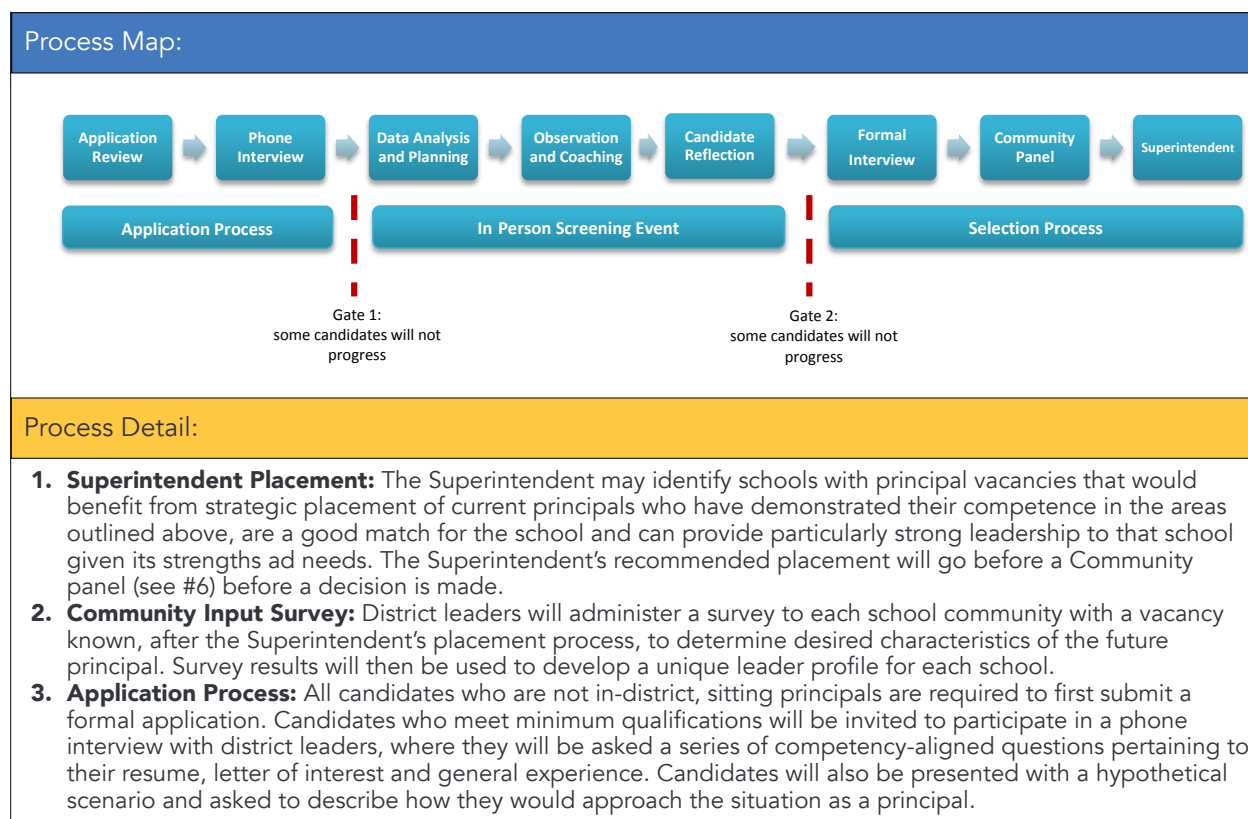 Process Map:
Application
Review
Phone
Interview
Data Analysis
and Planning
Observation
and Coaching
Candidate
Reflection
Formal
Interview
Community
Panel
Superintendent
Application Process
In Person Screening Event
Selection Process
Gate 1:
some candidates will not
progress
Gate 2:
some candidates will not
progress
Process Detail:
1. Superintendent Placement: The Superintendent may identify schools with principal vacancies that would
benefit from strategic placement of current principals who have demonstrated their competence in the areas
outlined above, are a good match for the school and can provide particularly strong leadership to that school
given its strengths ad needs. The Superintendent's recommended placement will go before a Community
panel (see #6) before a decision is made.
2. Community Input Survey: District leaders will administer a survey to each school community with a vacancy
known, after the Superintendent's placement process, to determine desired characteristics of the future
principal. Survey results will then be used to develop a unique leader profile for each school.
3. Application Process: All candidates who are not in-district, sitting principals are required to first submit a
formal application. Candidates who meet minimum qualifications will be invited to participate in a phone
interview with district leaders, where they will be asked a series of competency-aligned questions pertaining to
their resume, letter of interest and general experience. Candidates will also be presented with a hypothetical
scenario and asked to describe how they would approach the situation as a principal.